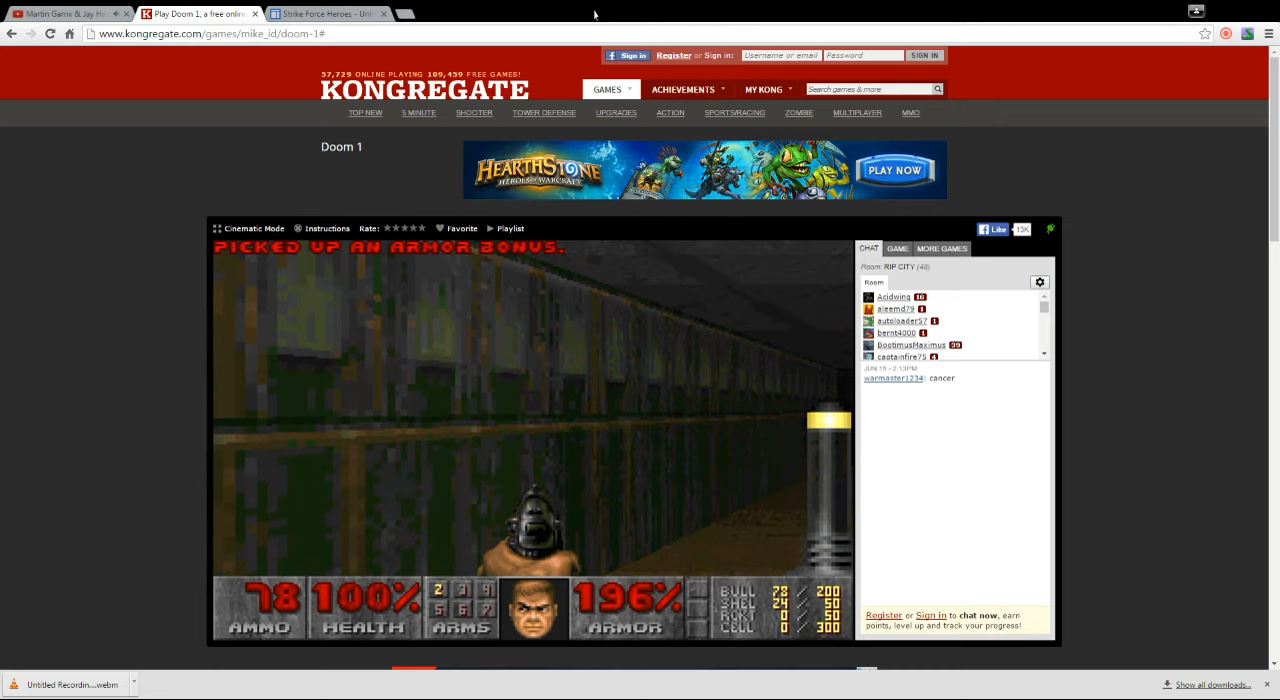 Martin Garrix & Jay Ha
Play Doom 1, a free onlin
Strike Force Heroes - Unb
www.kongregate.com/games/mike_id/doom-1#
Sign in Register or Sign in: Username or email Password SIGN IN
57,729 ONLINE PLAYING 109,459 FREE GAMES!
KONGREGATE
GAMES ACHIEVEMENTS MY KONG Search games & more
TOP NEW 5 MINUTE SHOOTER TOWER DEFENSE UPGRADES ACTION SPORTS/RACING ZOMBIE MULTIPLAYER MMO
Doom 1
HEARTHSTONE
HEROES OF WARCRAFT
PLAY NOW
Cinematic Mode Instructions Rate: Favorite Playlist Like 13K
PICKED UP AN ARMOR BONUS.
CHAT GAME MORE GAMES
Room: RIP CITY (48)
Room
Acidwing 16
aleemd79 1
autoloader57 1
bernt4000 1
BootimusMaximus 39
captainfire75 4
JUN 15 - 2:13PM
warmaster1234: cancer
78 100% 2 3 4 196%
5 6 7
AMMO HEALTH ARMS ARMOR
BULL 78 / 200
SHEL 24 / 50
RCKT 0 / 50
CELL 0 / 300
Register or Sign in to chat now, earn
points, level up and track your progress!
Untitled Recordin....webm
Show all downloads...